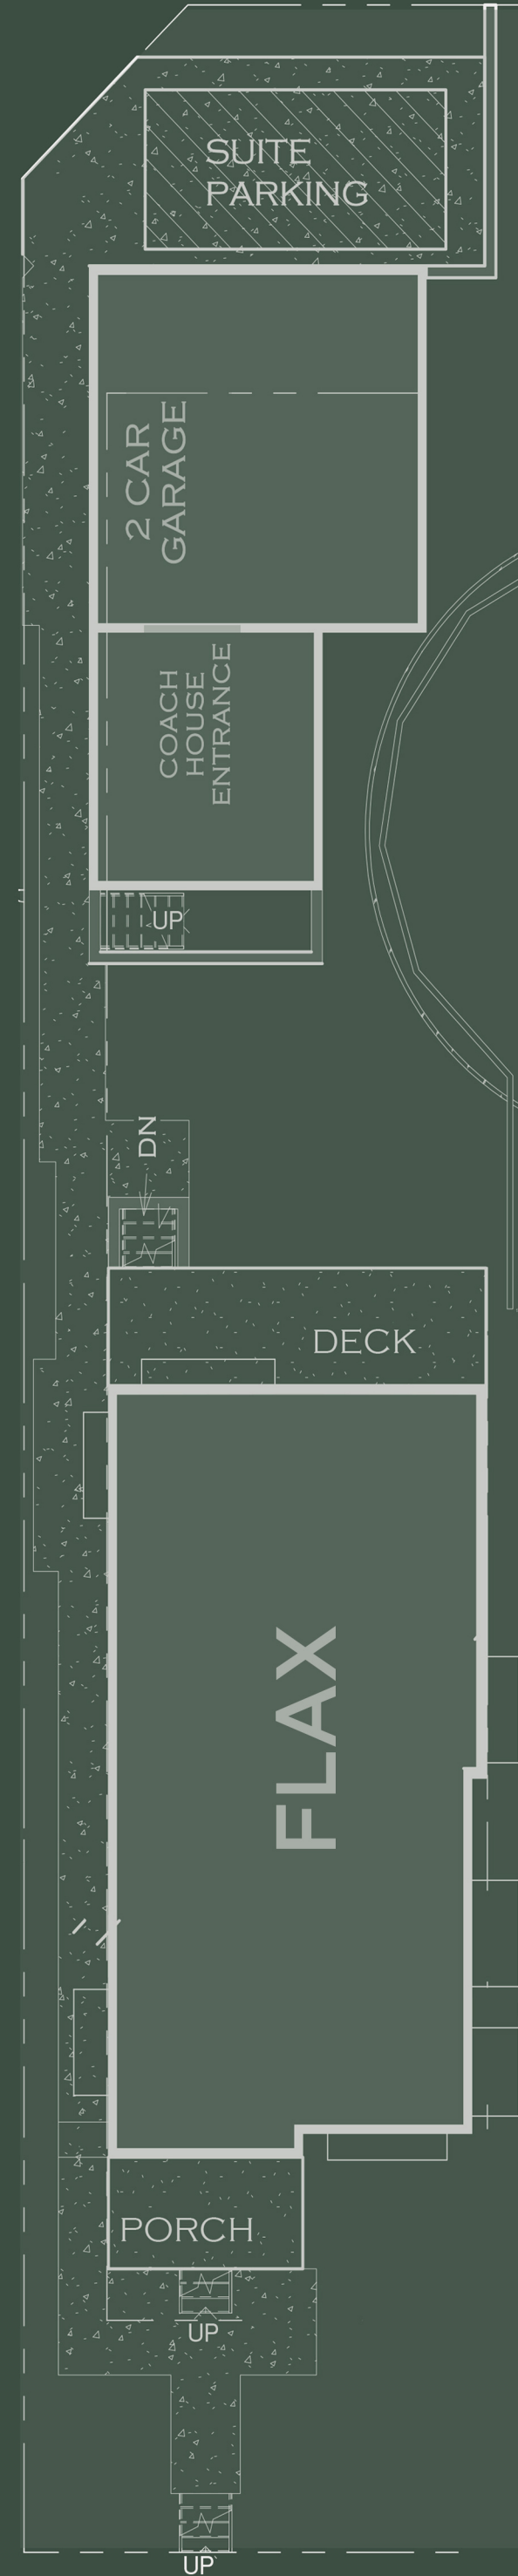 SUITE
PARKING
2 CAR
GARAGE
COACH
HOUSE
ENTRANCE
UP
DN
DECK
FLAX
PORCH
UP
UP